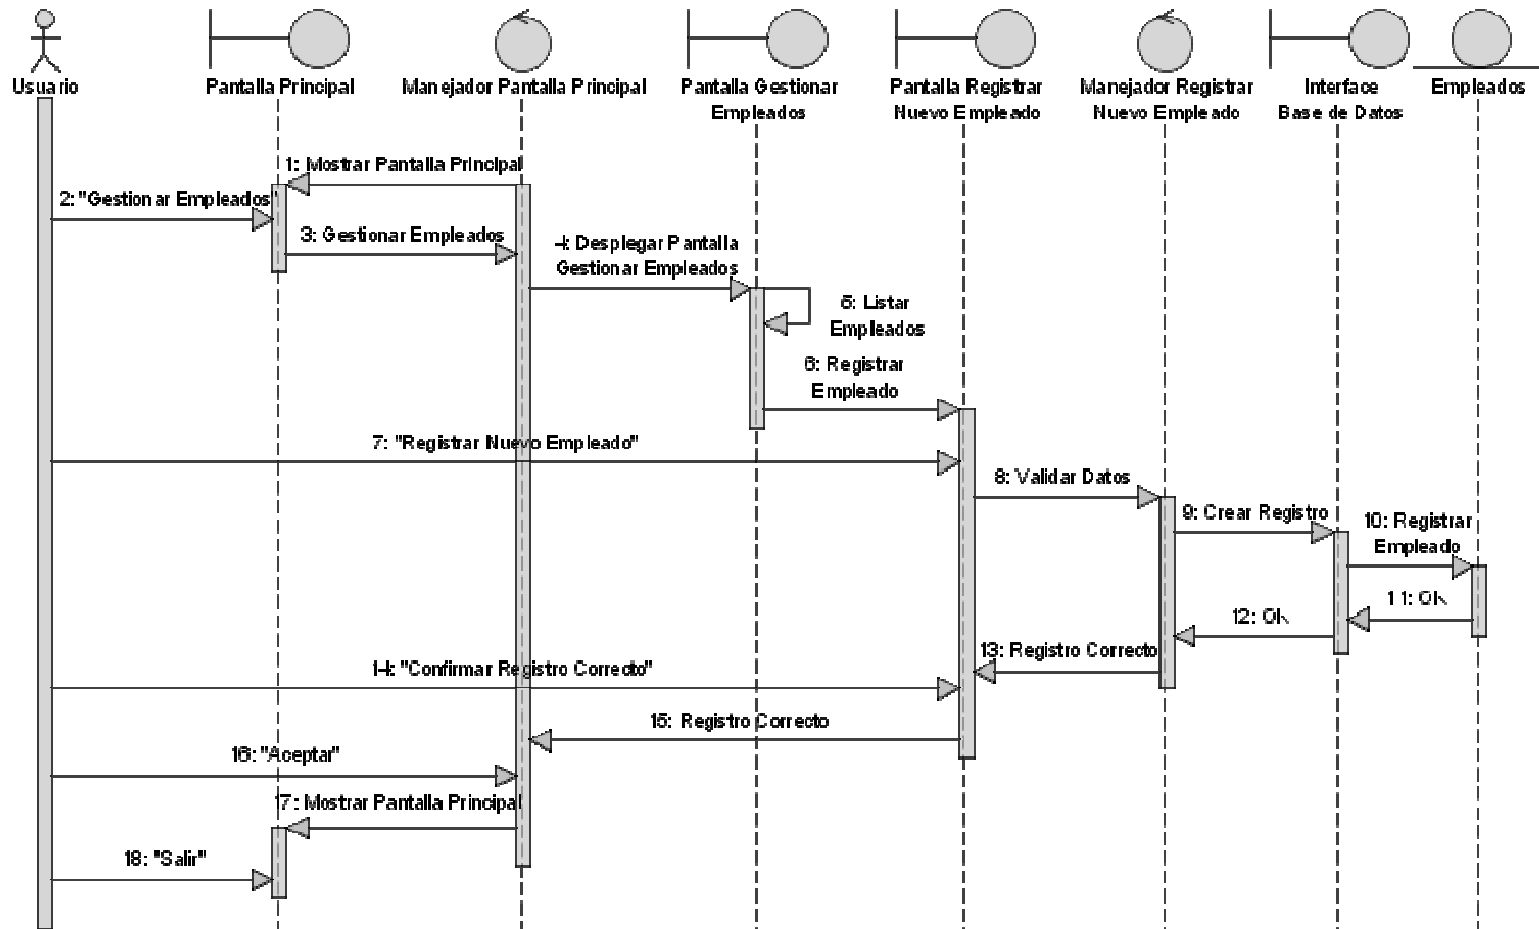 Usuario
Pantalla Principal
Manejador Pantalla Principal
Pantalla Gestionar
Empleados
Pantalla Registrar
Nuevo Empleado
Manejador Registrar
Nuevo Empleado
Interface
Base de Datos
Empleados
1: Mostrar Pantalla Principal
2: "Gestionar Empleados"
3: Gestionar Empleados
4: Desplegar Pantalla
Gestionar Empleados
5: Listar
Empleados
6: Registrar
Empleado
7: "Registrar Nuevo Empleado"
8: Validar Datos
9: Crear Registro
10: Registrar
Empleado
11: Ok
12: Ok
13: Registro Correcto
14: "Confirmar Registro Correcto"
15: Registro Correcto
16: "Aceptar"
17: Mostrar Pantalla Principal
18: "Salir"